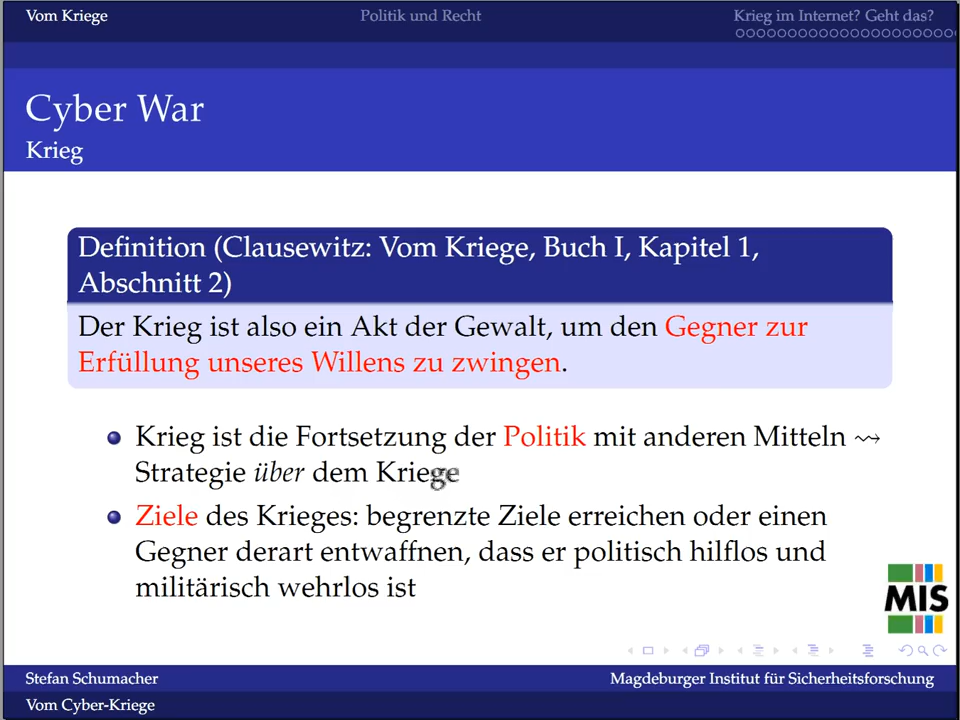 Vom Kriege
Politik und Recht
Krieg im Internet? Geht das?
Cyber War
Krieg
Definition (Clausewitz: Vom Kriege, Buch I, Kapitel 1,
Abschnitt 2)
Der Krieg ist also ein Akt der Gewalt, um den Gegner zur
Erfüllung unseres Willens zu zwingen.
Krieg ist die Fortsetzung der Politik mit anderen Mitteln ⇝
Strategie über dem Kriege
Ziele des Krieges: begrenzte Ziele erreichen oder einen
Gegner derart entwaffnen, dass er politisch hilflos und
militärisch wehrlos ist
MIS
Stefan Schumacher
Magdeburger Institut für Sicherheitsforschung
Vom Cyber-Kriege